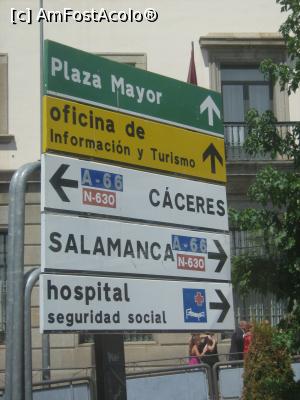 [c] AmFostAcolo®
Plaza Mayor
oficina de
Información y Turismo
A-66
N-630
CÁCERES
SALAMANCA
A-66
N-630
hospital
seguridad social